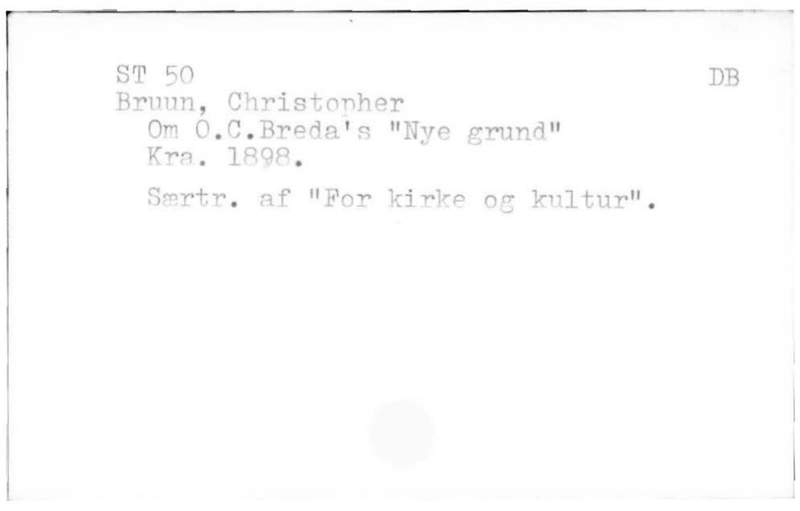 ST 50 DB
Bruun, Christopher
Om O.C.Breda's "Nye grund"
Kra. 1898.
Særtr. af "For kirke og kultur".